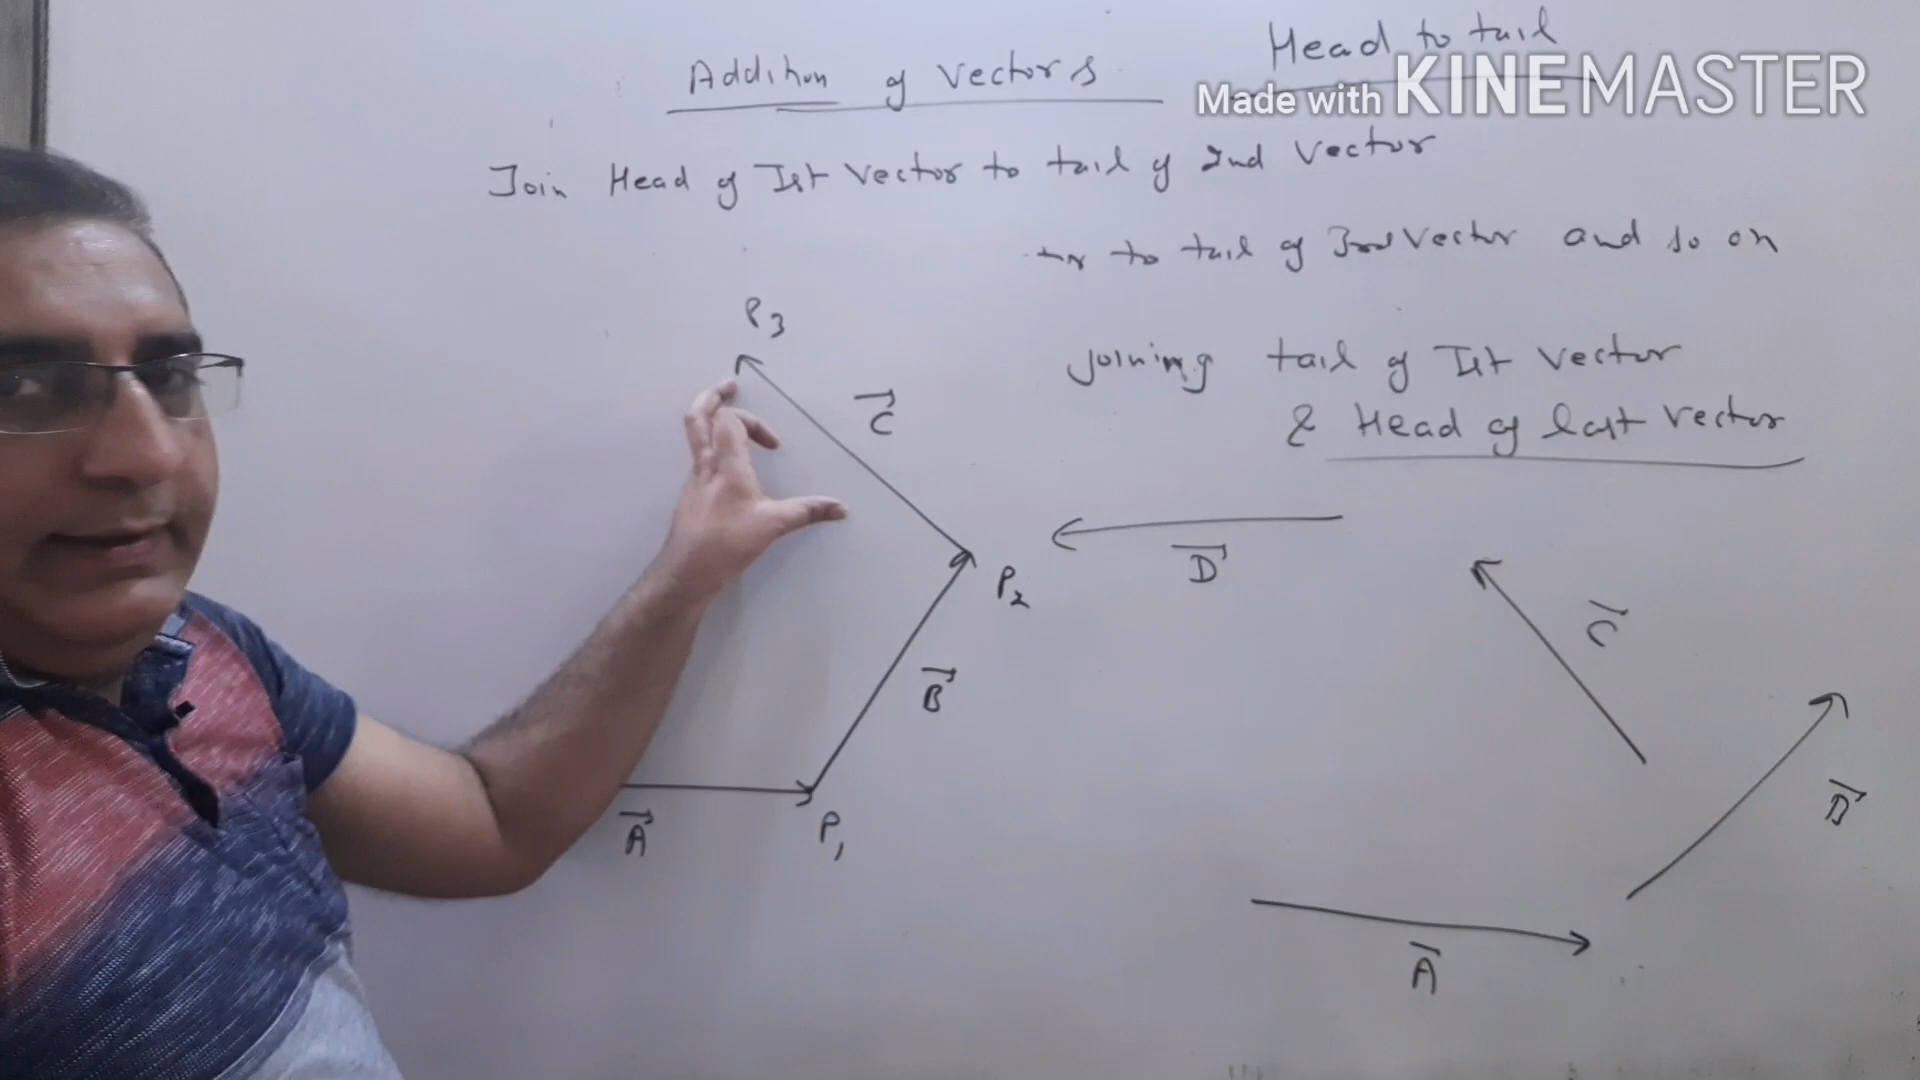 Head to tail
Addition of vectors
Made with KINEMASTER
Join Head of Ist Vector to tail of 2nd Vector
to tail of 3rd Vector and so on
P3
C
Joining tail of Ist Vector
& Head of last Vector
D
P2
C
B
B
A
P1
A